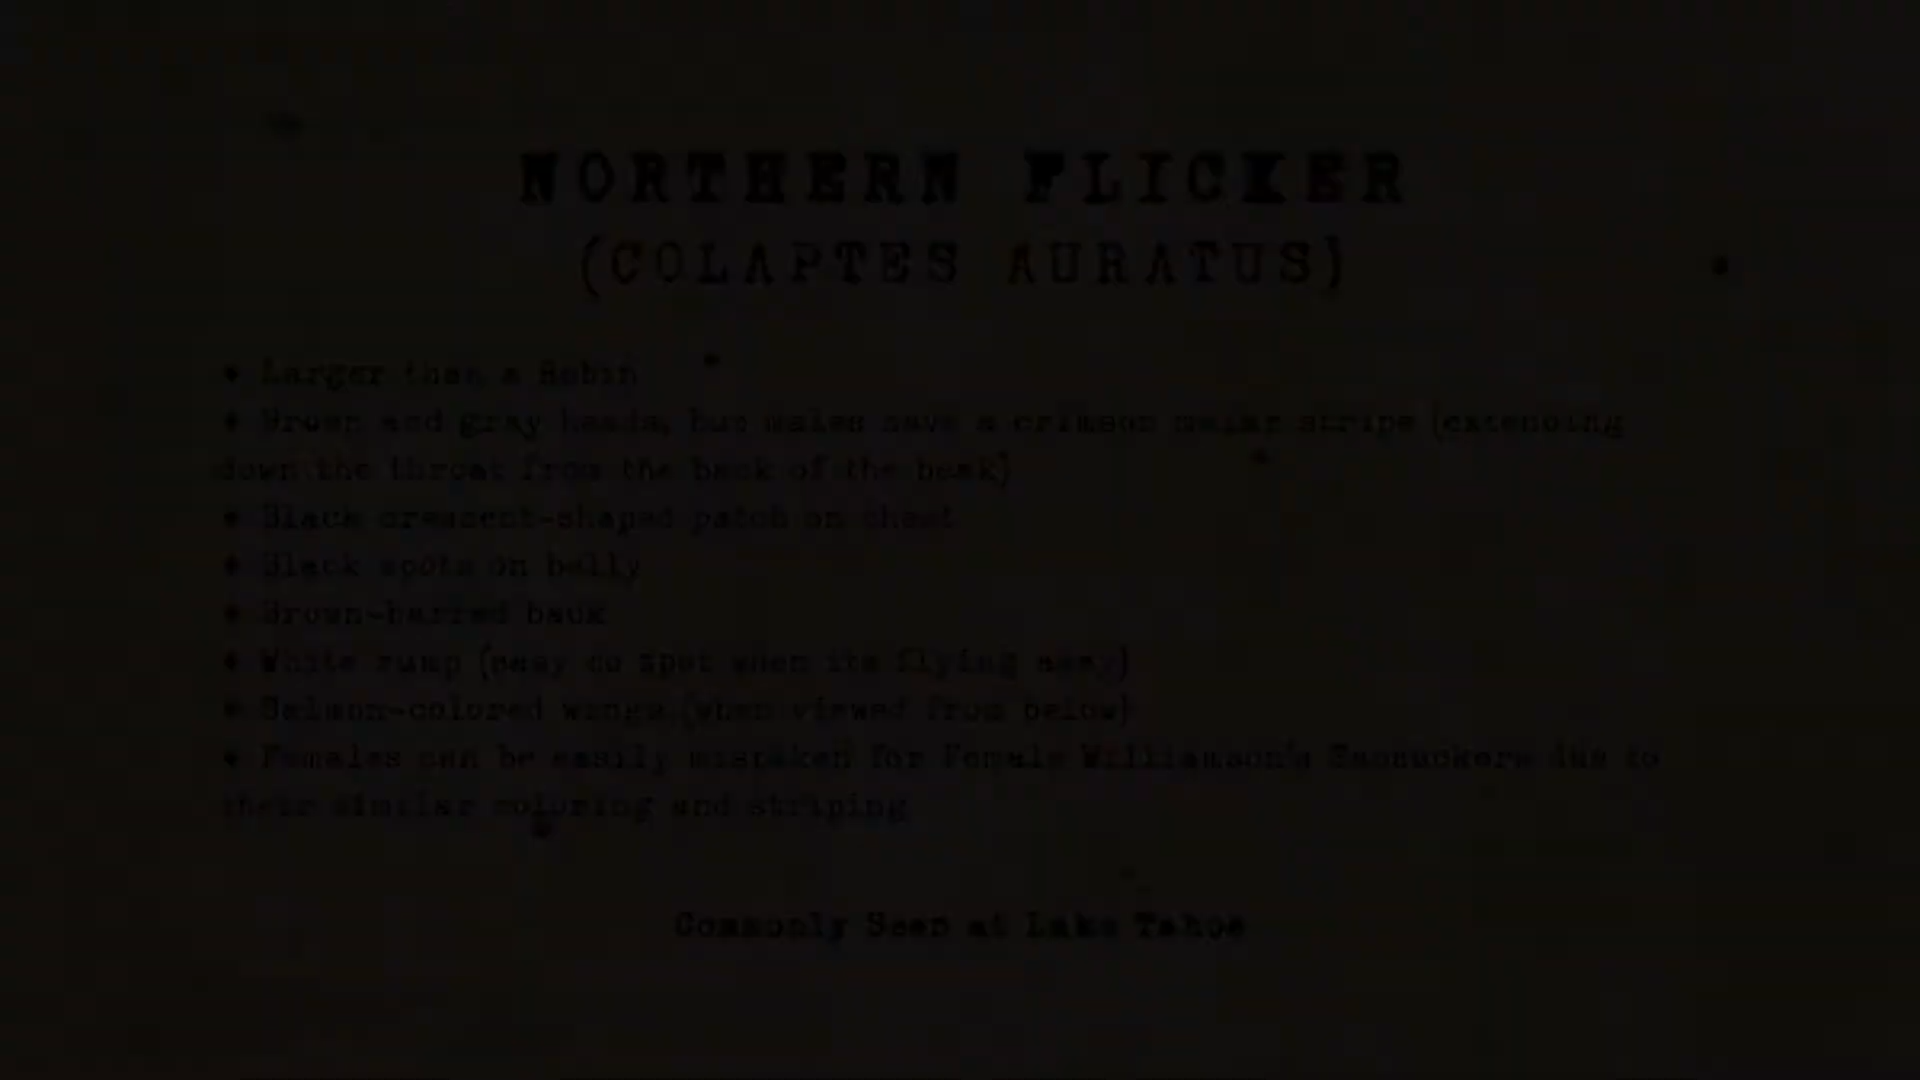 NORTHERN FLICKER
(COLAPTES AURATUS)
• Larger than a Robin
• Brown and gray heads, but males have a crimson malar stripe (extending
down the throat from the back of the beak)
• Black crescent-shaped patch on chest
• Black spots on belly
• Brown-barred back
• White rump (easy to spot when its flying away)
• Salmon-colored wings (when viewed from below)
• Females can be easily mistaken for Female Williamson's Sapsuckers due to
their similar coloring and striping
Commonly Seen at Lake Tahoe